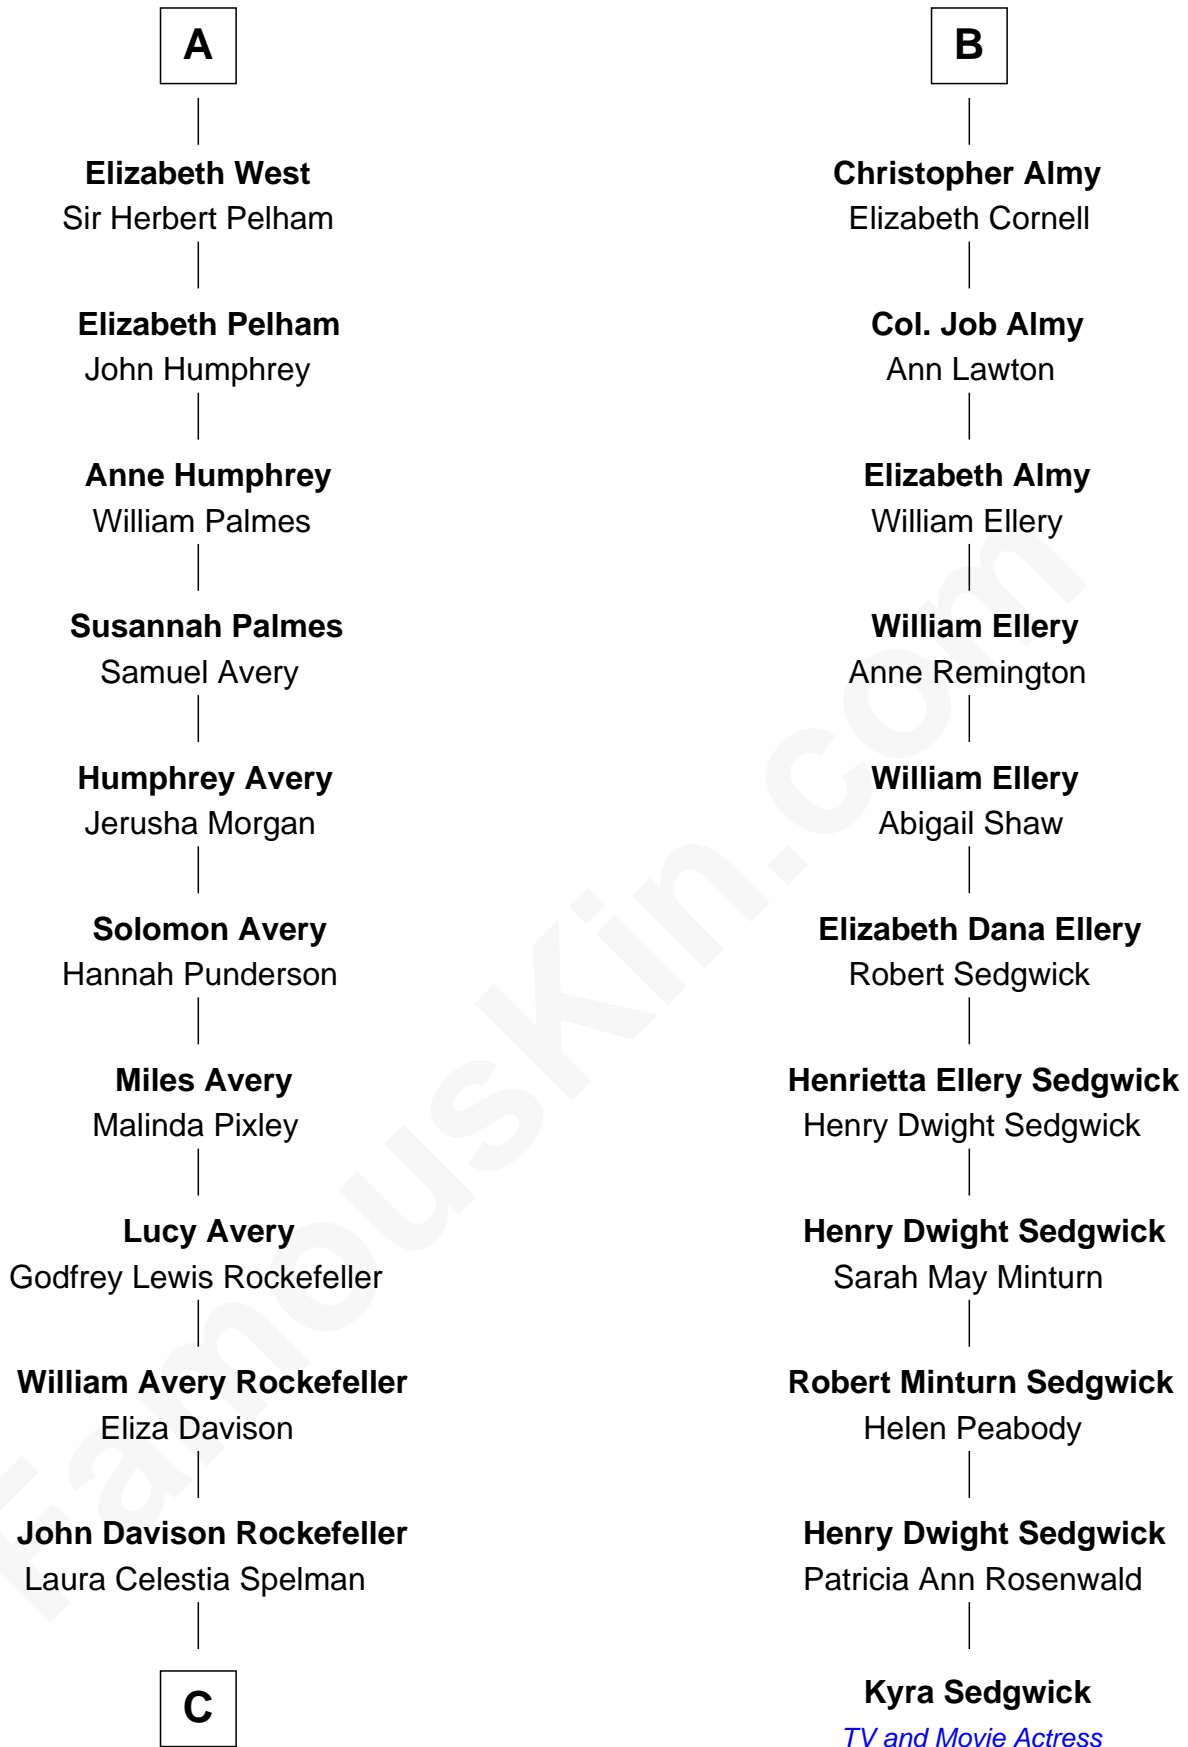 A
Elizabeth West
Sir Herbert Pelham
Elizabeth Pelham
John Humphrey
Anne Humphrey
William Palmes
Susannah Palmes
Samuel Avery
Humphrey Avery
Jerusha Morgan
Solomon Avery
Hannah Punderson
Miles Avery
Malinda Pixley
Lucy Avery
Godfrey Lewis Rockefeller
William Avery Rockefeller
Eliza Davison
John Davison Rockefeller
Laura Celestia Spelman
C
B
Christopher Almy
Elizabeth Cornell
Col. Job Almy
Ann Lawton
Elizabeth Almy
William Ellery
William Ellery
Anne Remington
William Ellery
Abigail Shaw
Elizabeth Dana Ellery
Robert Sedgwick
Henrietta Ellery Sedgwick
Henry Dwight Sedgwick
Henry Dwight Sedgwick
Sarah May Minturn
Robert Minturn Sedgwick
Helen Peabody
Henry Dwight Sedgwick
Patricia Ann Rosenwald
Kyra Sedgwick
TV and Movie Actress
FamousKin.com